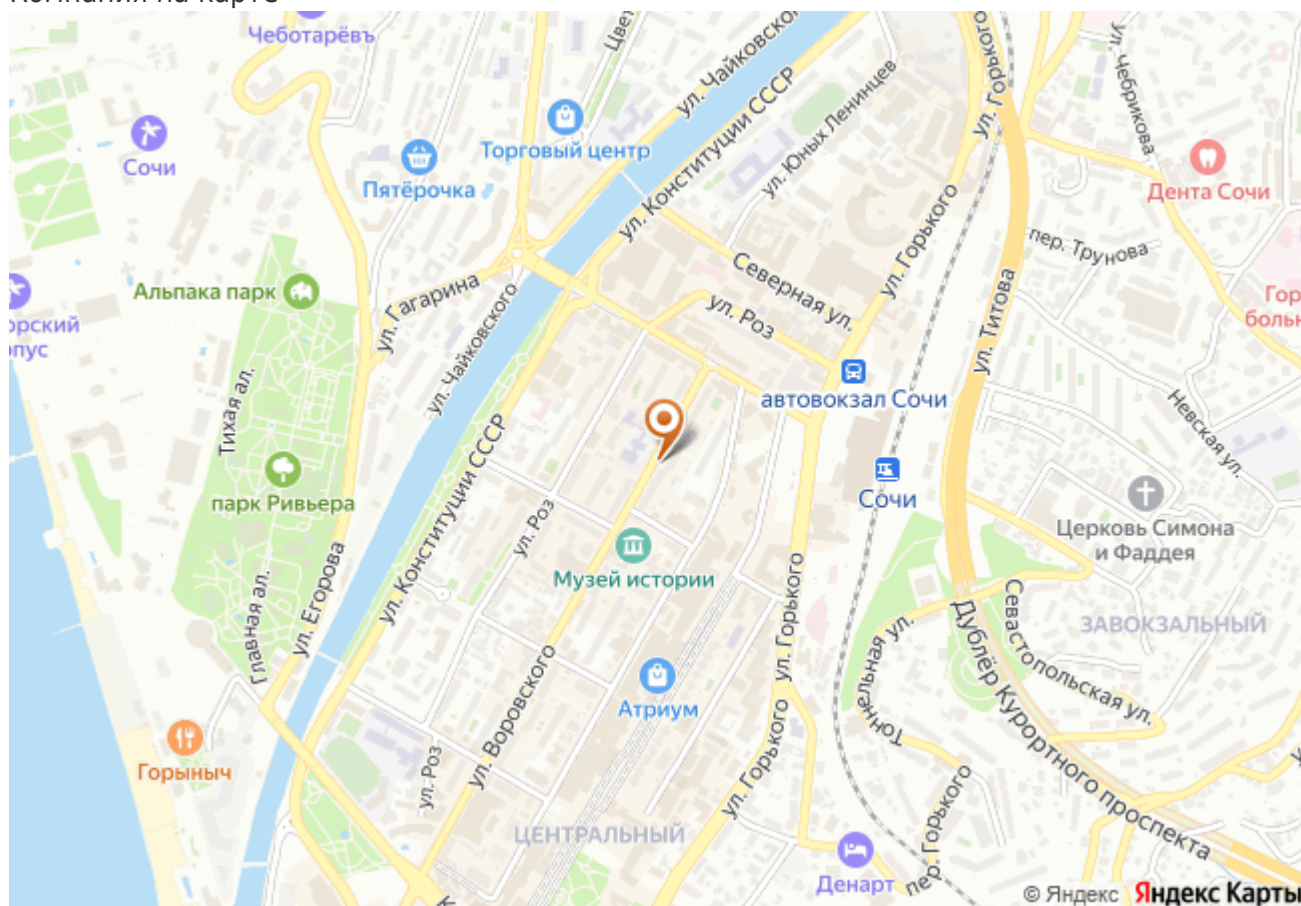 Чеботарёвъ
Сочи
Торговый центр
Пятёрочка
ул. Чайковского
ул. Конституции СССР
ул. Юных Ленинцев
ул. Горького
ул. Чебрикова
Дента Сочи
пер. Трунова
Альпака парк
ул. Гагарина
Северная ул.
ул. Роз
ул. Горького
ул. Титова
ул. Чайковского
автовокзал Сочи
Тихая ал.
Невская ул.
парк Ривьера
ул. Конституции СССР
ул. Роз
Сочи
Церковь Симона
и Фаддея
Музей истории
Главная ал.
ул. Егорова
ул. Горького
Тоннельная ул.
Севастопольская ул.
ЗАВОКЗАЛЬНЫЙ
Атриум
ул. Воровского
Дублёр Курортного проспекта
Горыныч
ул. Роз
ул. Горького
ЦЕНТРАЛЬНЫЙ
Денарт
пер. Горького
© Яндекс Яндекс Карты